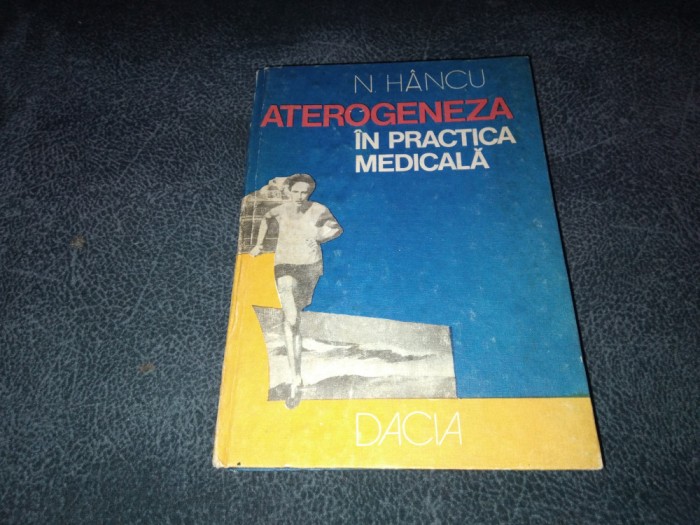 N. HÂNCU
ATEROGENEZA
ÎN PRACTICA
MEDICALĂ
DACIA